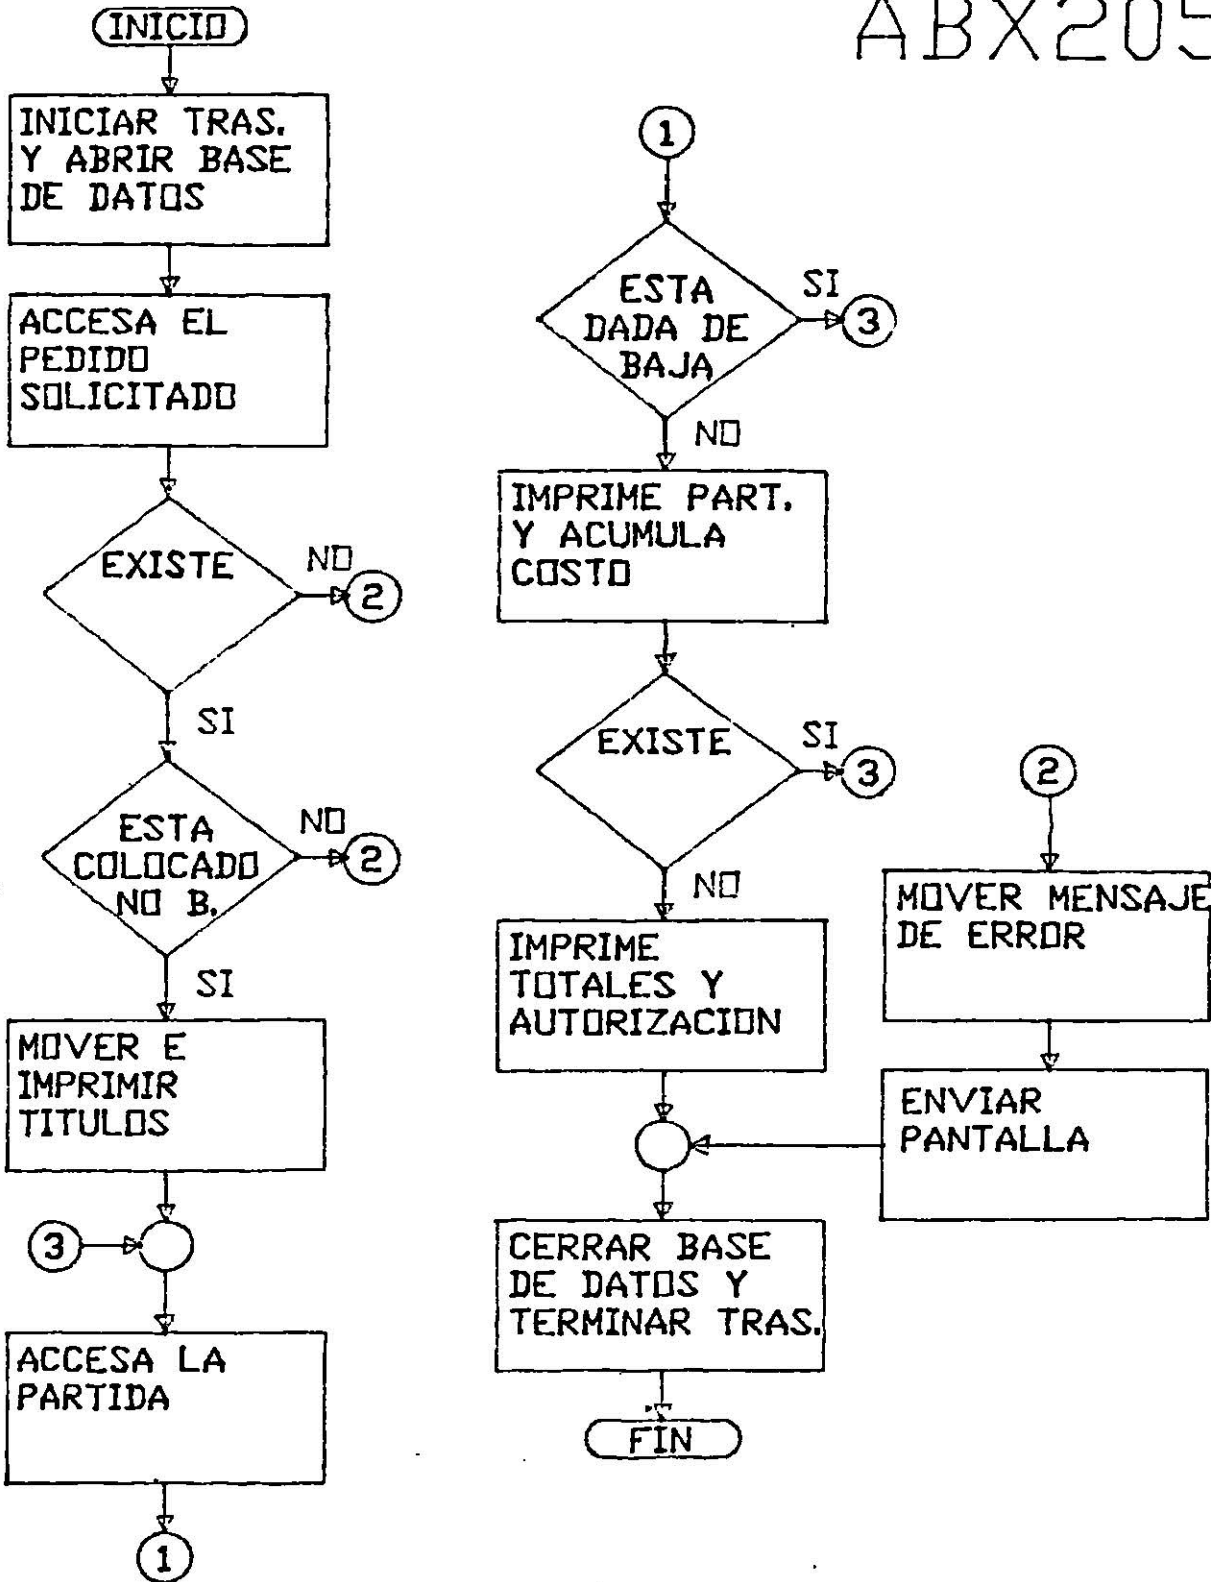 ABX205
INICIO
INICIAR TRAS.
Y ABRIR BASE
DE DATOS
ACCESA EL
PEDIDO
SOLICITADO
EXISTE
NO
2
SI
ESTA
COLOCADO
NO B.
NO
2
SI
MOVER E
IMPRIMIR
TITULOS
3
ACCESA LA
PARTIDA
1
1
ESTA
DADA DE
BAJA
SI
3
NO
IMPRIME PART.
Y ACUMULA
COSTO
EXISTE
SI
3
NO
IMPRIME
TOTALES Y
AUTORIZACION
CERRAR BASE
DE DATOS Y
TERMINAR TRAS.
FIN
2
MOVER MENSAJE
DE ERROR
ENVIAR
PANTALLA